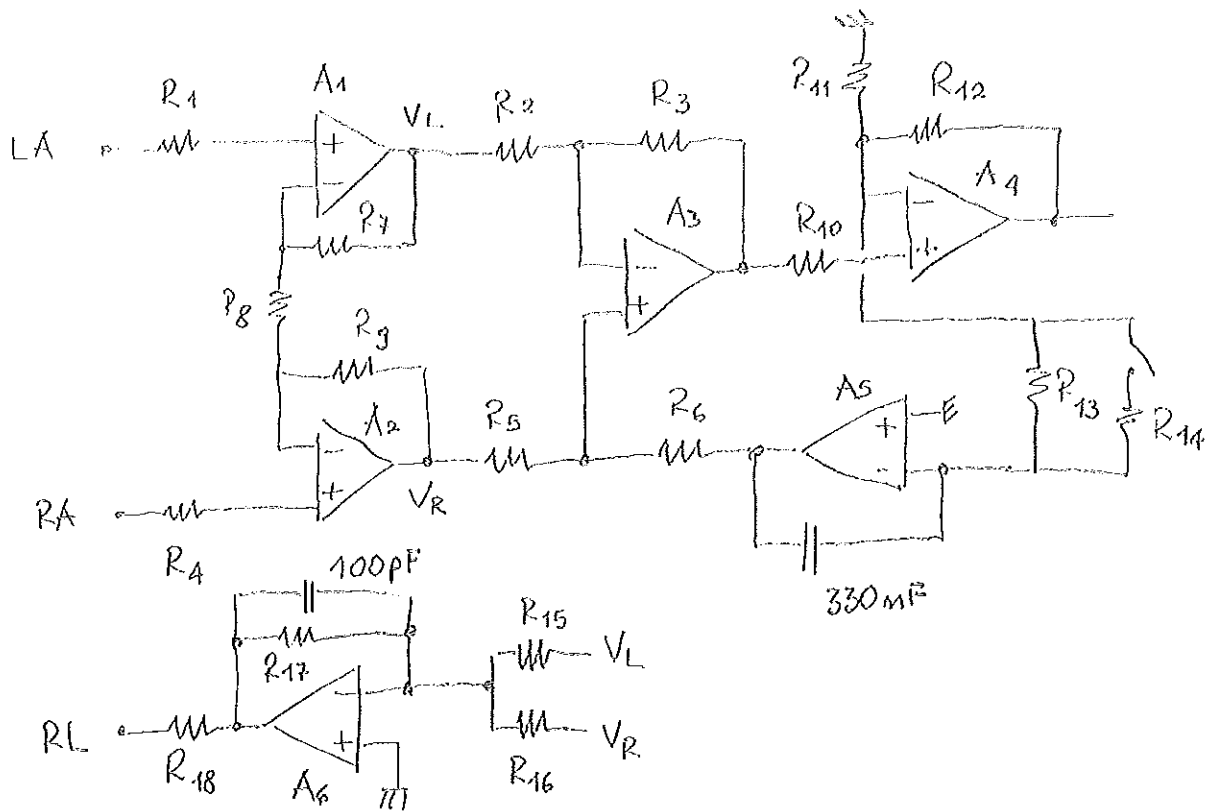 R11
R12
R1
A1
VL
R2
R3
LA
+
−
R7
A3
R10
A4
−
+
R8
−
+
R9
A2
R5
R6
A5
E
+
−
R13
R11
−
+
RA
VR
R4
100pF
330nF
R15
VL
R17
−
RL
+
VR
R18
A6
R16